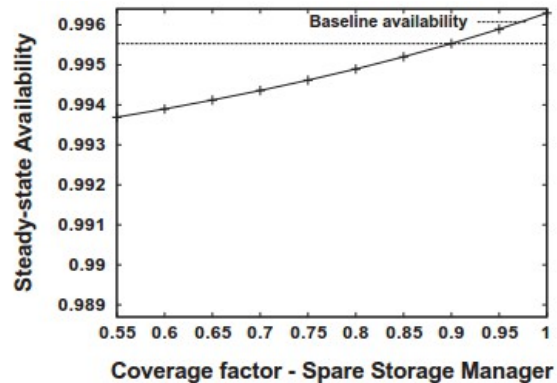 Steady-state Availability
0.996
0.995
0.994
0.993
0.992
0.991
0.99
0.989
Baseline availability
0.55 0.6 0.65 0.7 0.75 0.8 0.85 0.9 0.95 1
Coverage factor - Spare Storage Manager